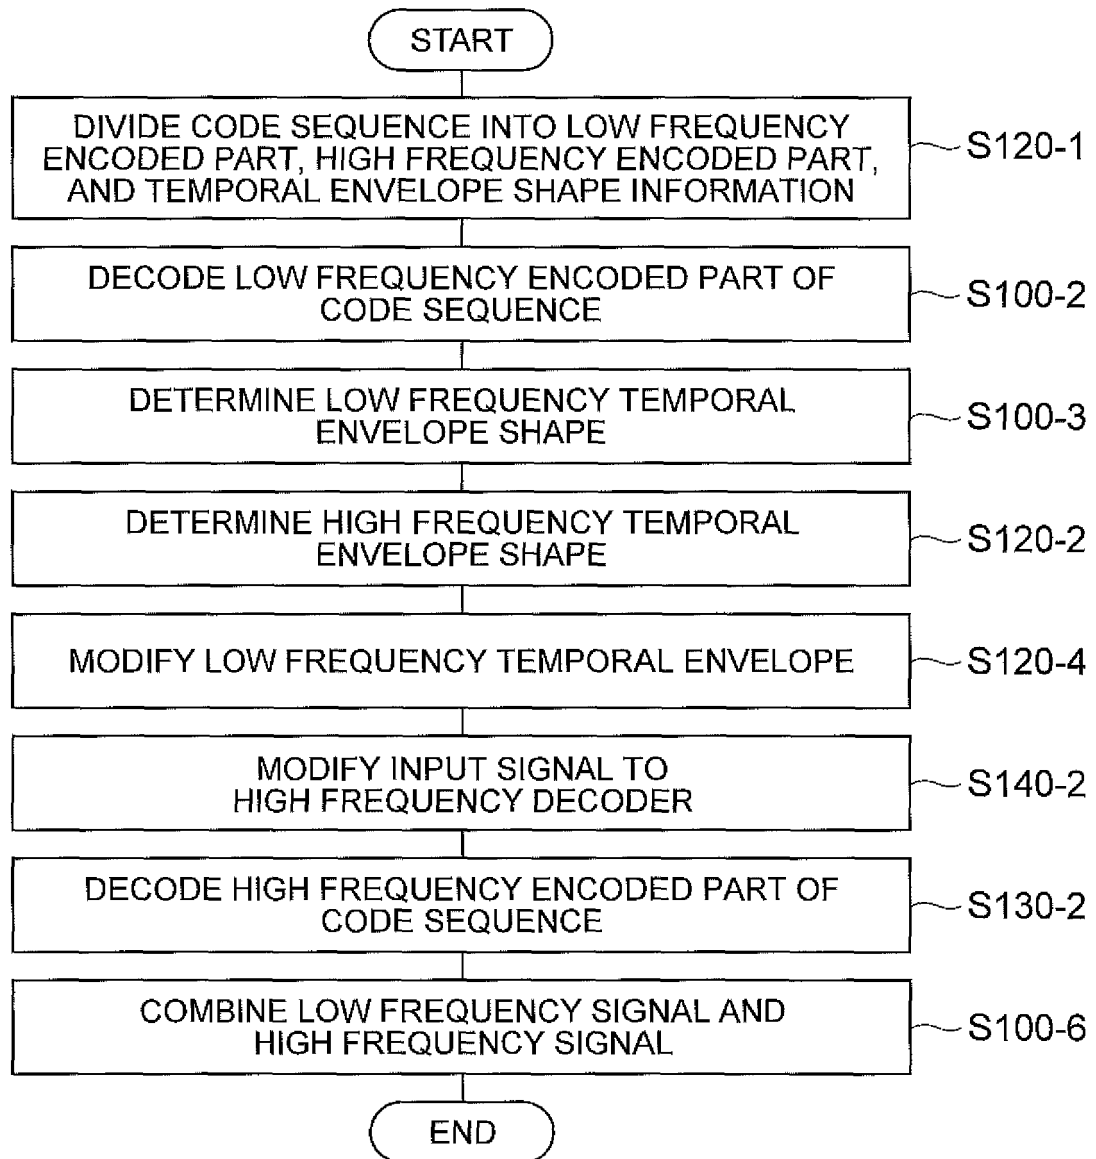 START
DIVIDE CODE SEQUENCE INTO LOW FREQUENCY
ENCODED PART, HIGH FREQUENCY ENCODED PART,
AND TEMPORAL ENVELOPE SHAPE INFORMATION
S120-1
DECODE LOW FREQUENCY ENCODED PART OF
CODE SEQUENCE
S100-2
DETERMINE LOW FREQUENCY TEMPORAL
ENVELOPE SHAPE
S100-3
DETERMINE HIGH FREQUENCY TEMPORAL
ENVELOPE SHAPE
S120-2
MODIFY LOW FREQUENCY TEMPORAL ENVELOPE
S120-4
MODIFY INPUT SIGNAL TO
HIGH FREQUENCY DECODER
S140-2
DECODE HIGH FREQUENCY ENCODED PART OF
CODE SEQUENCE
S130-2
COMBINE LOW FREQUENCY SIGNAL AND
HIGH FREQUENCY SIGNAL
S100-6
END